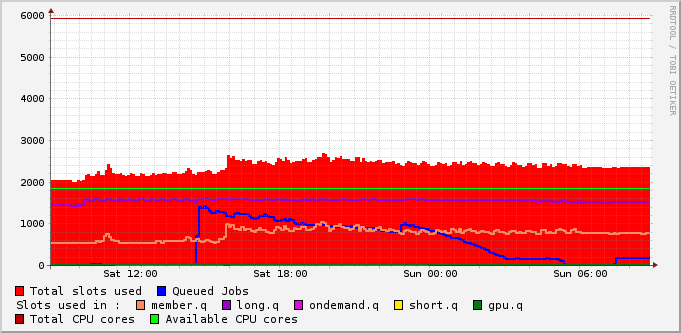 RRDTOOL / TOBI OETIKER
6000
5000
4000
3000
2000
1000
0
Sat 12:00 Sat 18:00 Sun 00:00 Sun 06:00
Total slots used Queued Jobs
Slots used in : member.q long.q ondemand.q short.q gpu.q
Total CPU cores Available CPU cores